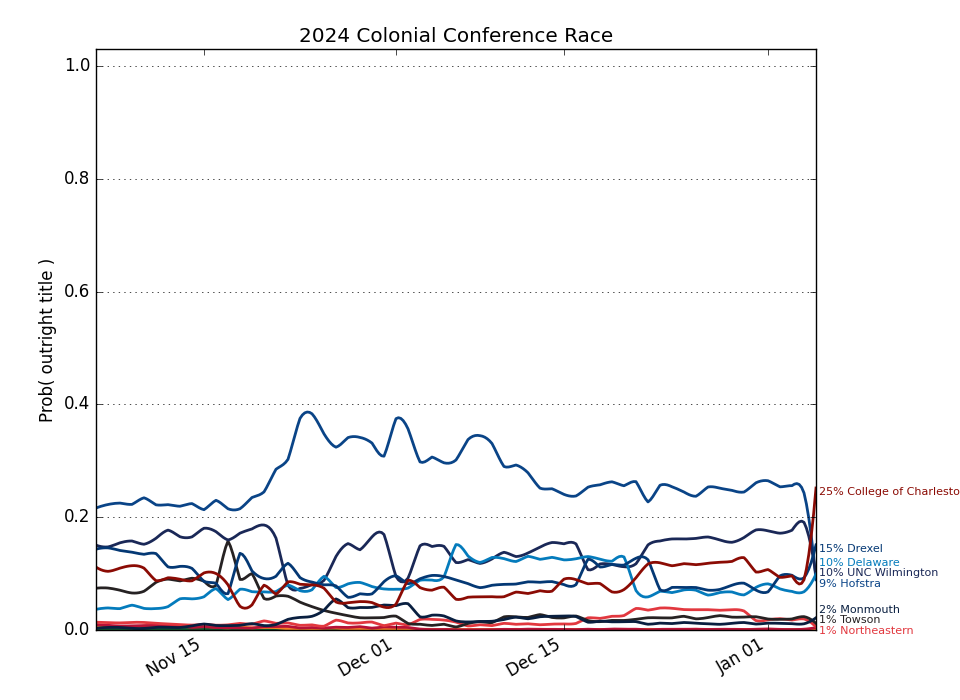 2024 Colonial Conference Race
Prob( outright title )
1.0
0.8
0.6
0.4
0.2
0.0
Nov 15
Dec 01
Dec 15
Jan 01
25% College of Charlesto
15% Drexel
10% Delaware
10% UNC Wilmington
9% Hofstra
2% Monmouth
1% Towson
1% Northeastern